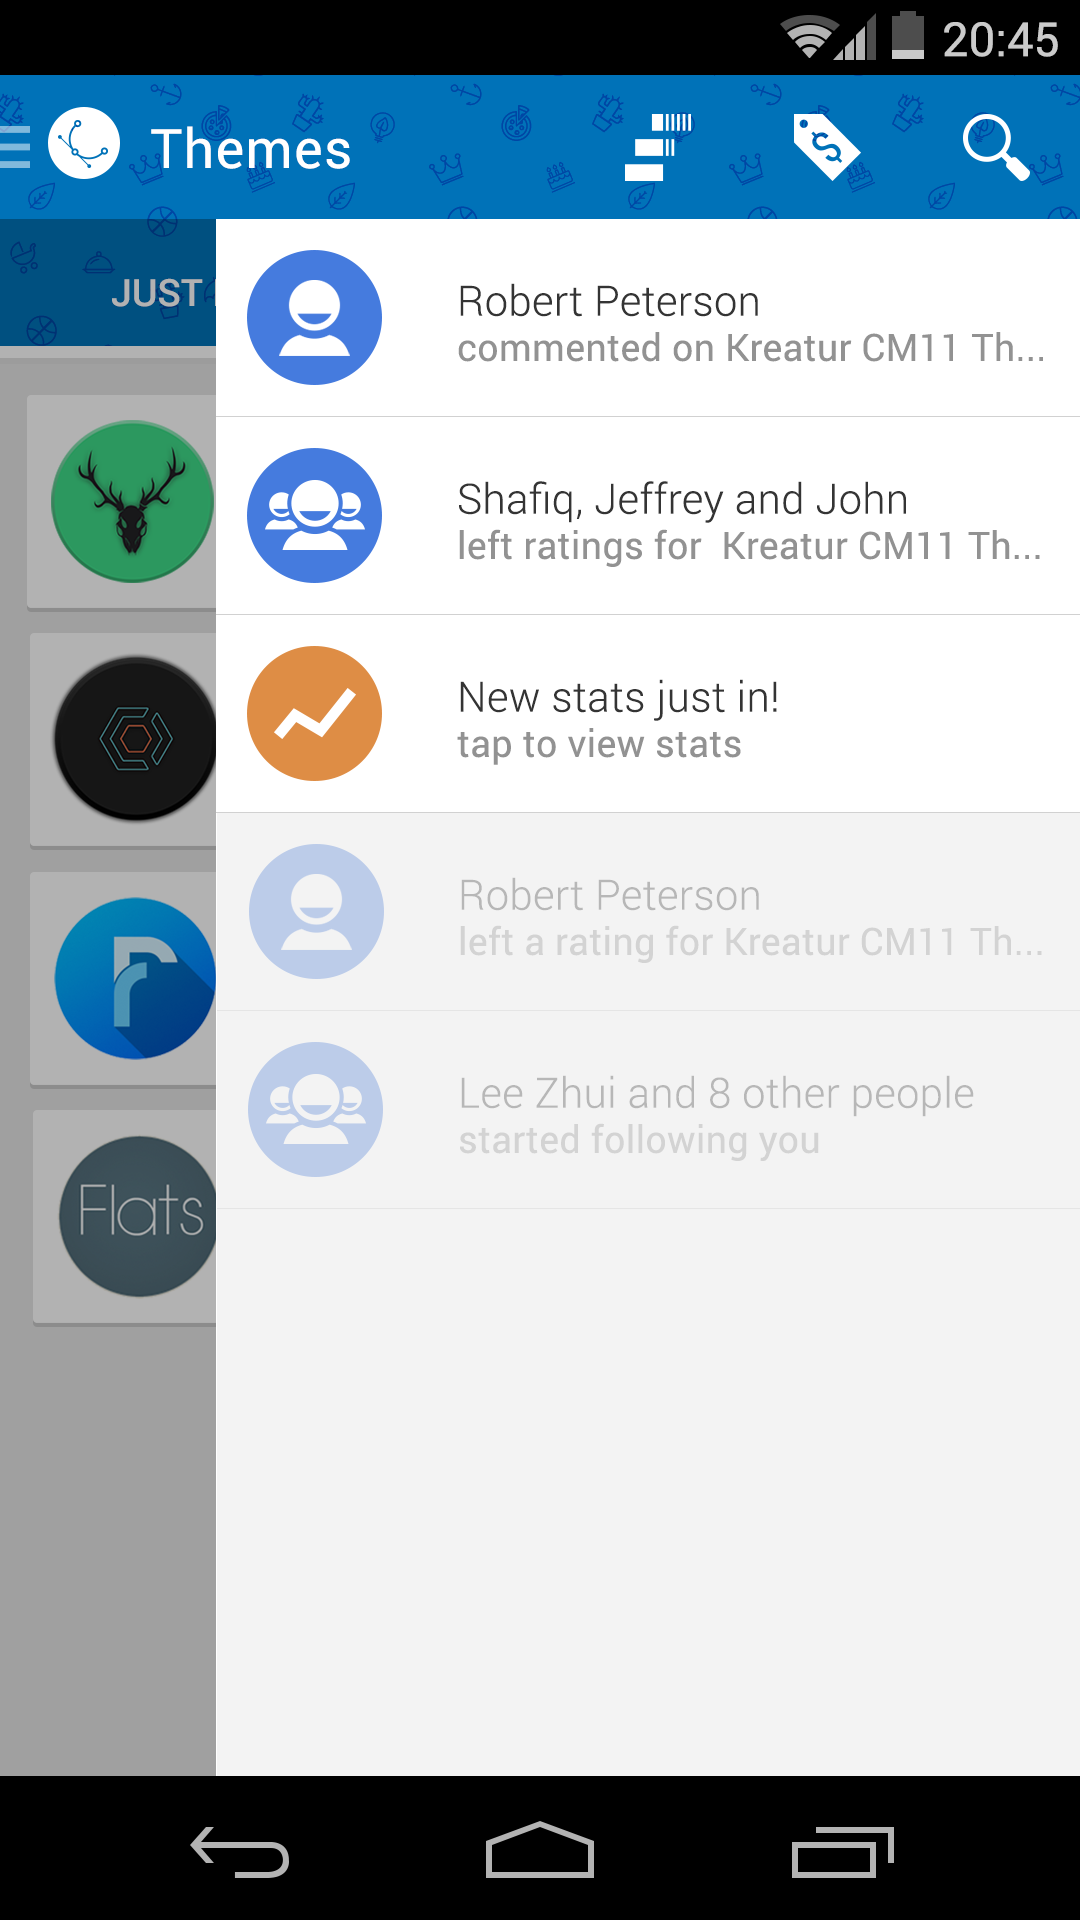 20:45
Themes
JUST
Robert Peterson
commented on Kreatur CM11 Th...
Shafiq, Jeffrey and John
left ratings for  Kreatur CM11 Th...
New stats just in!
tap to view stats
Robert Peterson
left a rating for Kreatur CM11 Th...
Lee Zhui and 8 other people
started following you
Flats